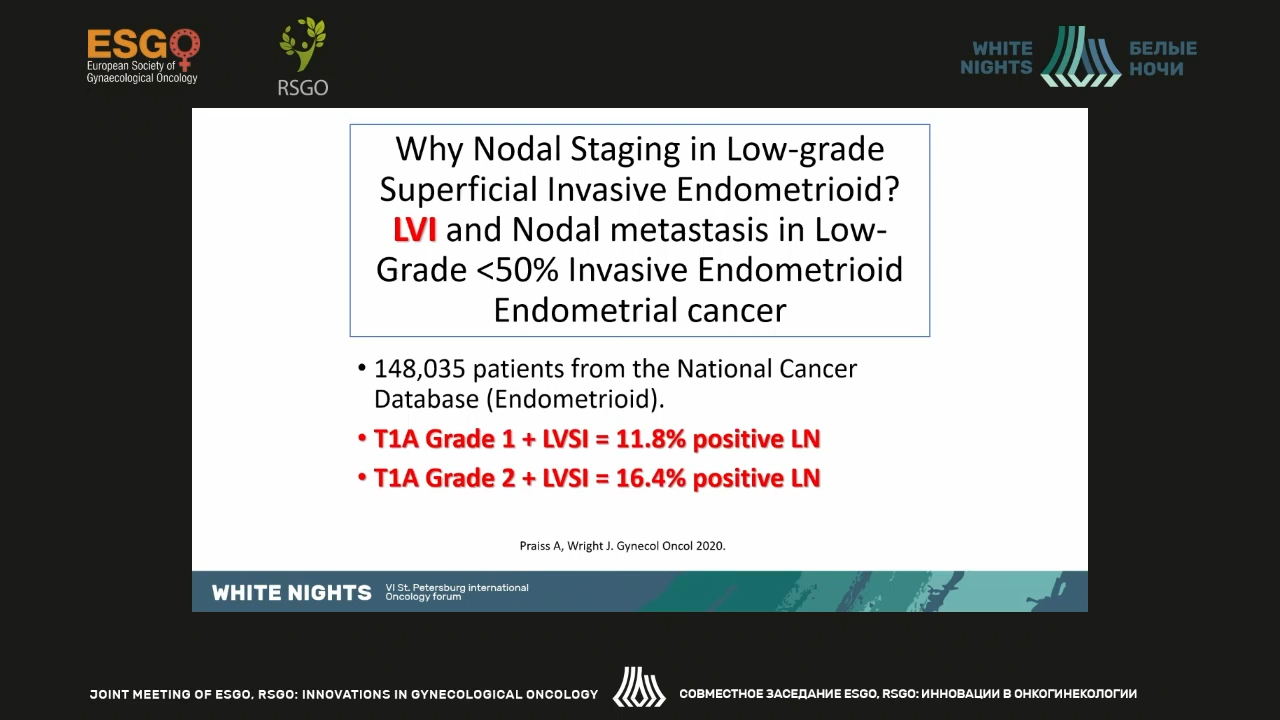 ESGO
European Society of
Gynaecological Oncology
RSGO
WHITE
NIGHTS
БЕЛЫЕ
НОЧИ
Why Nodal Staging in Low-grade
Superficial Invasive Endometrioid?
LVI and Nodal metastasis in Low-
Grade <50% Invasive Endometrioid
Endometrial cancer
• 148,035 patients from the National Cancer
Database (Endometrioid).
• T1A Grade 1 + LVSI = 11.8% positive LN
• T1A Grade 2 + LVSI = 16.4% positive LN
Praiss A, Wright J. Gynecol Oncol 2020.
WHITE NIGHTS
VI St. Petersburg international
Oncology forum
JOINT MEETING OF ESGO, RSGO: INNOVATIONS IN GYNECOLOGICAL ONCOLOGY
СОВМЕСТНОЕ ЗАСЕДАНИЕ ESGO, RSGO: ИННОВАЦИИ В ОНКОГИНЕКОЛОГИИ